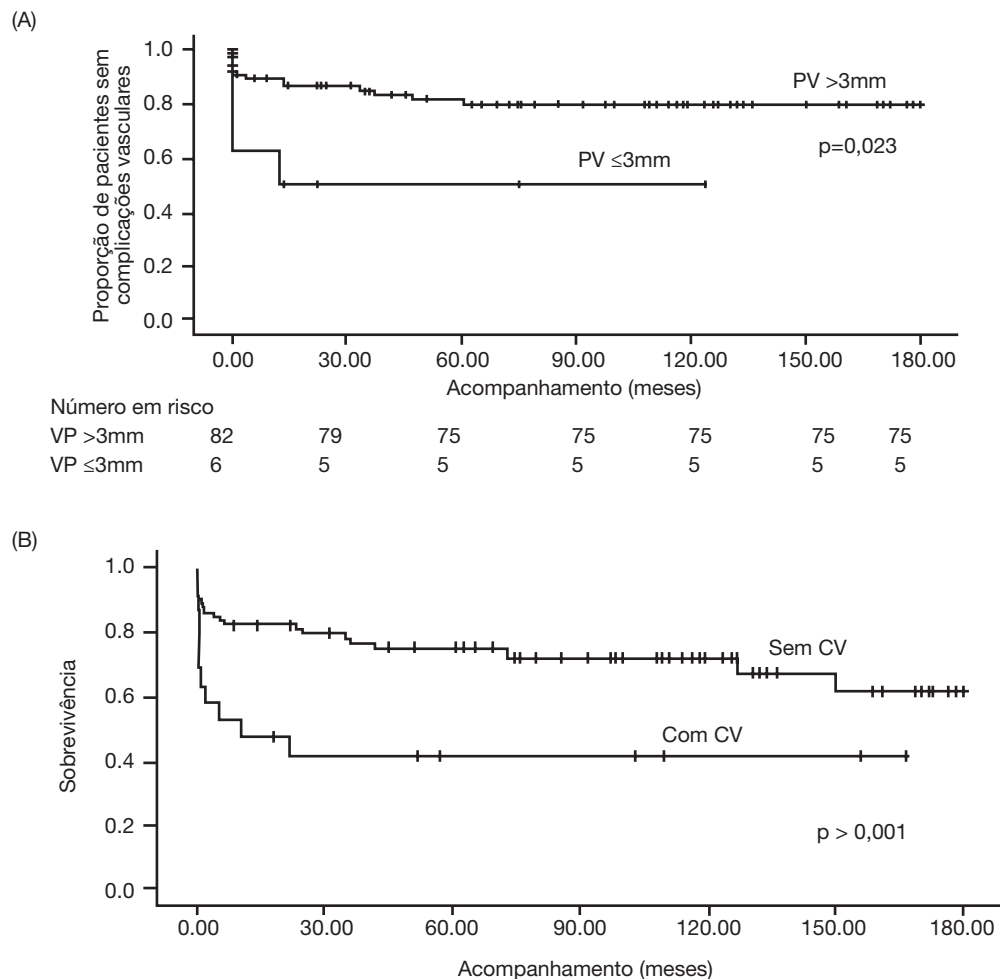 (A)
Proporção de pacientes sem
complicações vasculares
1.0
0.8
0.6
0.4
0.2
0.0
PV >3mm
p=0,023
PV ≤3mm
0.00 30.00 60.00 90.00 120.00 150.00 180.00
Acompanhamento (meses)
Número em risco
VP >3mm 82 79 75 75 75 75 75
VP ≤3mm 6 5 5 5 5 5 5
(B)
Sobrevivência
1.0
0.8
0.6
0.4
0.2
0.0
Sem CV
Com CV
p > 0,001
0.00 30.00 60.00 90.00 120.00 150.00 180.00
Acompanhamento (meses)